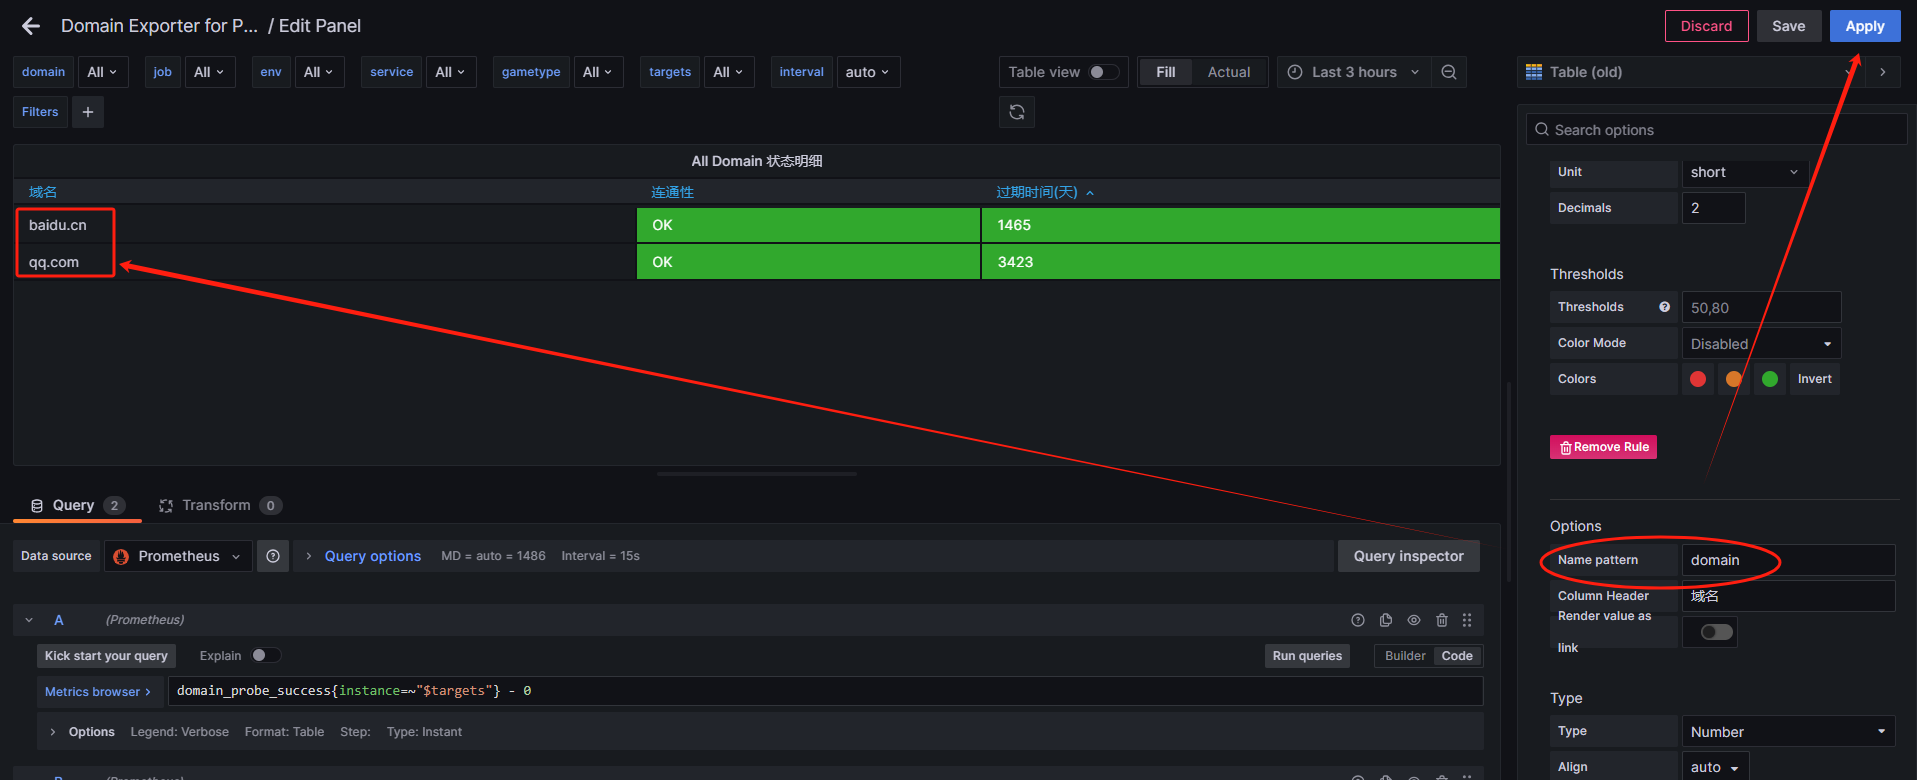 Domain Exporter for P... / Edit Panel
Discard Save Apply
domain All job All env All service All gametype All targets All interval auto
Table view Fill Actual Last 3 hours
Table (old)
Filters +
Search options
All Domain 状态明细
域名 连通性 过期时间(天)
baidu.cn OK 1465
qq.com OK 3423
Unit short
Decimals 2
Thresholds
Thresholds 50,80
Color Mode Disabled
Colors Invert
Remove Rule
Query 2 Transform 0
Data source Prometheus Query options MD = auto = 1486 Interval = 15s Query inspector
A (Prometheus)
Kick start your query Explain Run queries Builder Code
Metrics browser > domain_probe_success{instance=~"$targets"} - 0
> Options Legend: Verbose Format: Table Step: Type: Instant
B (Prometheus)
Options
Name pattern domain
Column Header 域名
Render value as
link
Type
Type Number
Align auto